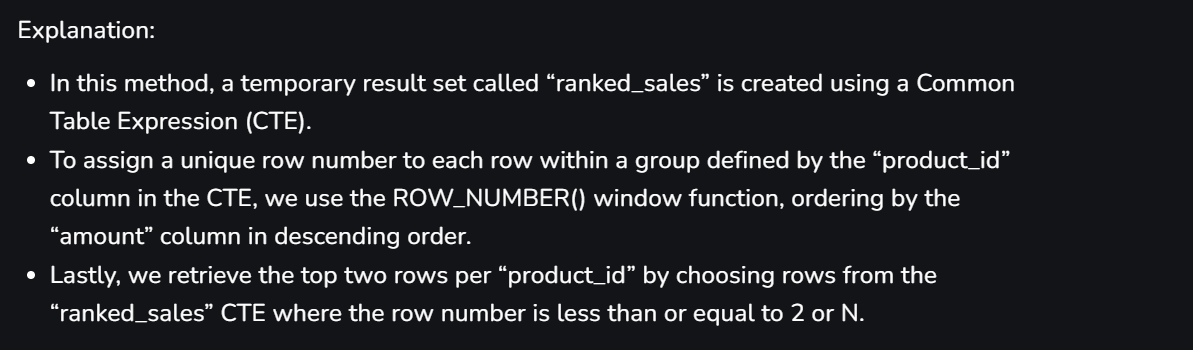 Explanation:
• In this method, a temporary result set called “ranked_sales” is created using a Common
Table Expression (CTE).
• To assign a unique row number to each row within a group defined by the “product_id”
column in the CTE, we use the ROW_NUMBER() window function, ordering by the
“amount” column in descending order.
• Lastly, we retrieve the top two rows per “product_id” by choosing rows from the
“ranked_sales” CTE where the row number is less than or equal to 2 or N.